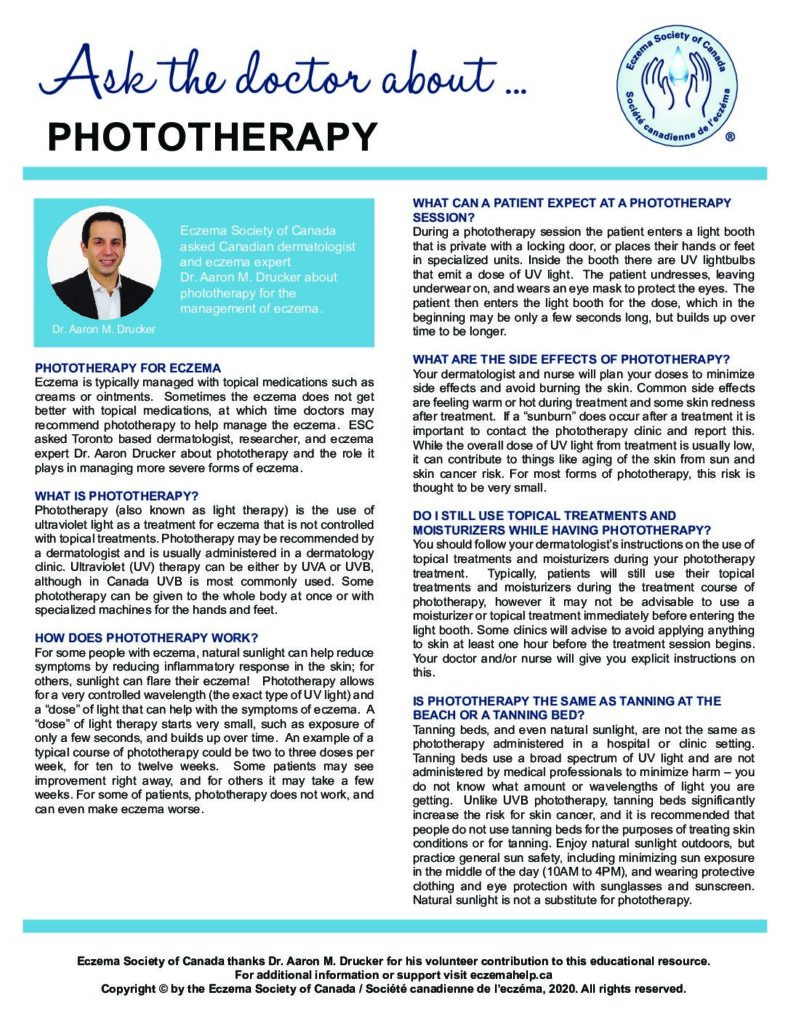 Ask the doctor about ...
PHOTOTHERAPY
Eczema Society of Canada
Société canadienne de l'eczéma
®
Eczema Society of Canada
asked Canadian dermatologist
and eczema expert
Dr. Aaron M. Drucker about
phototherapy for the
management of eczema.
Dr. Aaron M. Drucker
PHOTOTHERAPY FOR ECZEMA
Eczema is typically managed with topical medications such as
creams or ointments. Sometimes the eczema does not get
better with topical medications, at which time doctors may
recommend phototherapy to help manage the eczema. ESC
asked Toronto based dermatologist, researcher, and eczema
expert Dr. Aaron Drucker about phototherapy and the role it
plays in managing more severe forms of eczema.
WHAT IS PHOTOTHERAPY?
Phototherapy (also known as light therapy) is the use of
ultraviolet light as a treatment for eczema that is not controlled
with topical treatments. Phototherapy may be recommended by
a dermatologist and is usually administered in a dermatology
clinic. Ultraviolet (UV) therapy can be either by UVA or UVB,
although in Canada UVB is most commonly used. Some
phototherapy can be given to the whole body at once or with
specialized machines for the hands and feet.
HOW DOES PHOTOTHERAPY WORK?
For some people with eczema, natural sunlight can help reduce
symptoms by reducing inflammatory response in the skin; for
others, sunlight can flare their eczema! Phototherapy allows
for a very controlled wavelength (the exact type of UV light) and
a “dose” of light that can help with the symptoms of eczema. A
“dose” of light therapy starts very small, such as exposure of
only a few seconds, and builds up over time. An example of a
typical course of phototherapy could be two to three doses per
week, for ten to twelve weeks. Some patients may see
improvement right away, and for others it may take a few
weeks. For some of patients, phototherapy does not work, and
can even make eczema worse.
WHAT CAN A PATIENT EXPECT AT A PHOTOTHERAPY
SESSION?
During a phototherapy session the patient enters a light booth
that is private with a locking door, or places their hands or feet
in specialized units. Inside the booth there are UV lightbulbs
that emit a dose of UV light. The patient undresses, leaving
underwear on, and wears an eye mask to protect the eyes. The
patient then enters the light booth for the dose, which in the
beginning may be only a few seconds long, but builds up over
time to be longer.
WHAT ARE THE SIDE EFFECTS OF PHOTOTHERAPY?
Your dermatologist and nurse will plan your doses to minimize
side effects and avoid burning the skin. Common side effects
are feeling warm or hot during treatment and some skin redness
after treatment. If a “sunburn” does occur after a treatment it is
important to contact the phototherapy clinic and report this.
While the overall dose of UV light from treatment is usually low,
it can contribute to things like aging of the skin from sun and
skin cancer risk. For most forms of phototherapy, this risk is
thought to be very small.
DO I STILL USE TOPICAL TREATMENTS AND
MOISTURIZERS WHILE HAVING PHOTOTHERAPY?
You should follow your dermatologist's instructions on the use of
topical treatments and moisturizers during your phototherapy
treatment. Typically, patients will still use their topical
treatments and moisturizers during the treatment course of
phototherapy, however it may not be advisable to use a
moisturizer or topical treatment immediately before entering the
light booth. Some clinics will advise to avoid applying anything
to skin at least one hour before the treatment session begins.
Your doctor and/or nurse will give you explicit instructions on
this.
IS PHOTOTHERAPY THE SAME AS TANNING AT THE
BEACH OR A TANNING BED?
Tanning beds, and even natural sunlight, are not the same as
phototherapy administered in a hospital or clinic setting.
Tanning beds use a broad spectrum of UV light and are not
administered by medical professionals to minimize harm – you
do not know what amount or wavelengths of light you are
getting. Unlike UVB phototherapy, tanning beds significantly
increase the risk for skin cancer, and it is recommended that
people do not use tanning beds for the purposes of treating skin
conditions or for tanning. Enjoy natural sunlight outdoors, but
practice general sun safety, including minimizing sun exposure
in the middle of the day (10AM to 4PM), and wearing protective
clothing and eye protection with sunglasses and sunscreen.
Natural sunlight is not a substitute for phototherapy.
Eczema Society of Canada thanks Dr. Aaron M. Drucker for his volunteer contribution to this educational resource.
For additional information or support visit eczemahelp.ca
Copyright © by the Eczema Society of Canada / Société canadienne de l'eczéma, 2020. All rights reserved.